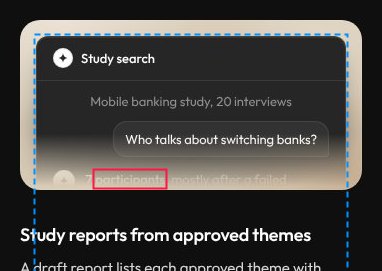 Study search
Mobile banking study, 20 interviews
Who talks about switching banks?
7 participants, mostly after a failed
Study reports from approved themes
A draft report lists each approved theme with